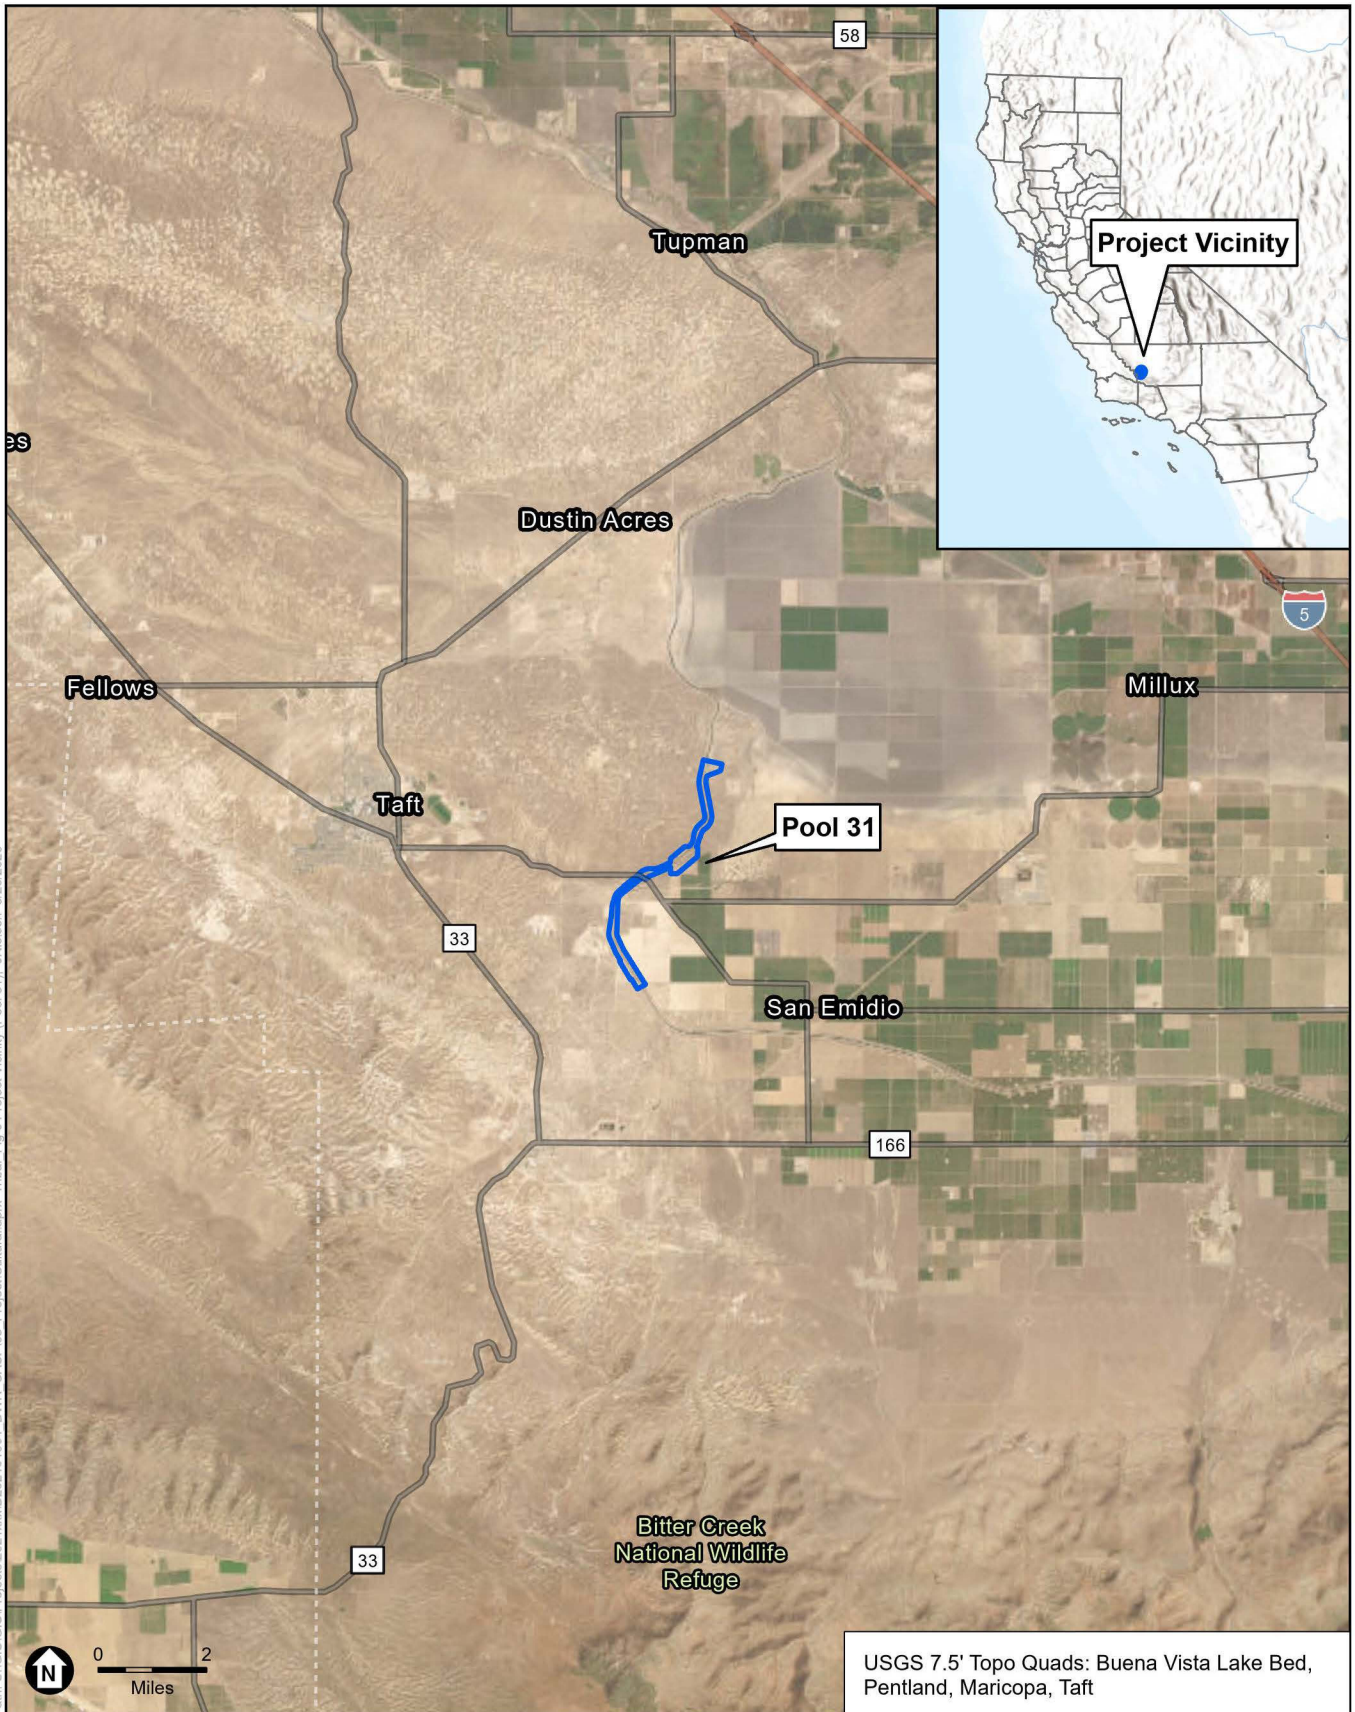 58
Project Vicinity
Tupman
es
Dustin Acres
5
Fellows
Millux
Taft
Pool 31
33
San Emidio
166
Bitter Creek
National Wildlife
Refuge
33
N
0 2
Miles
USGS 7.5' Topo Quads: Buena Vista Lake Bed,
Pentland, Maricopa, Taft